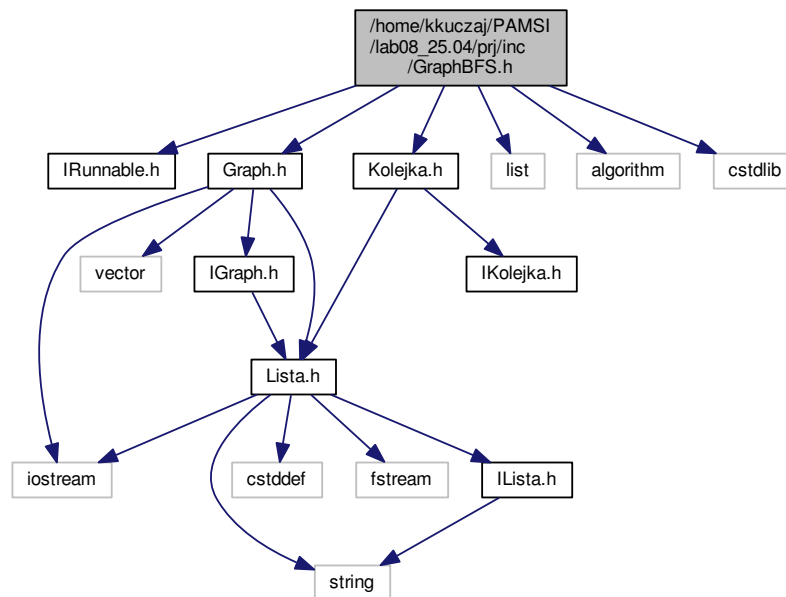 /home/kkuczaj/PAMSI
/lab08_25.04/prj/inc
/GraphBFS.h
IRunnable.h
Graph.h
Kolejka.h
list
algorithm
cstdlib
vector
IGraph.h
IKolejka.h
Lista.h
iostream
cstddef
fstream
ILista.h
string